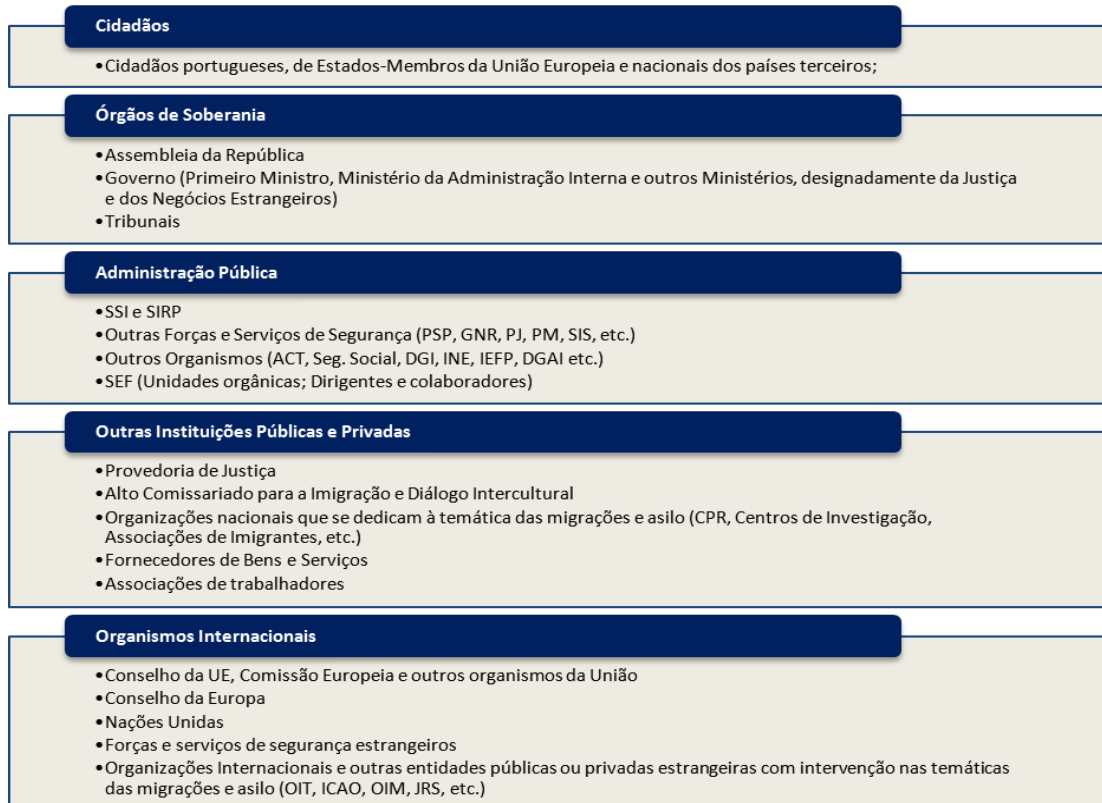 Cidadãos
•Cidadãos portugueses, de Estados-Membros da União Europeia e nacionais dos países terceiros;
Órgãos de Soberania
•Assembleia da República
•Governo (Primeiro Ministro, Ministério da Administração Interna e outros Ministérios, designadamente da Justiça
e dos Negócios Estrangeiros)
•Tribunais
Administração Pública
•SSI e SIRP
•Outras Forças e Serviços de Segurança (PSP, GNR, PJ, PM, SIS, etc.)
•Outros Organismos (ACT, Seg. Social, DGI, INE, IEFP, DGAI etc.)
•SEF (Unidades orgânicas; Dirigentes e colaboradores)
Outras Instituições Públicas e Privadas
•Provedoria de Justiça
•Alto Comissariado para a Imigração e Diálogo Intercultural
•Organizações nacionais que se dedicam à temática das migrações e asilo (CPR, Centros de Investigação,
Associações de Imigrantes, etc.)
•Fornecedores de Bens e Serviços
•Associações de trabalhadores
Organismos Internacionais
•Conselho da UE, Comissão Europeia e outros organismos da União
•Conselho da Europa
•Nações Unidas
•Forças e serviços de segurança estrangeiros
•Organizações Internacionais e outras entidades públicas ou privadas estrangeiras com intervenção nas temáticas
das migrações e asilo (OIT, ICAO, OIM, JRS, etc.)